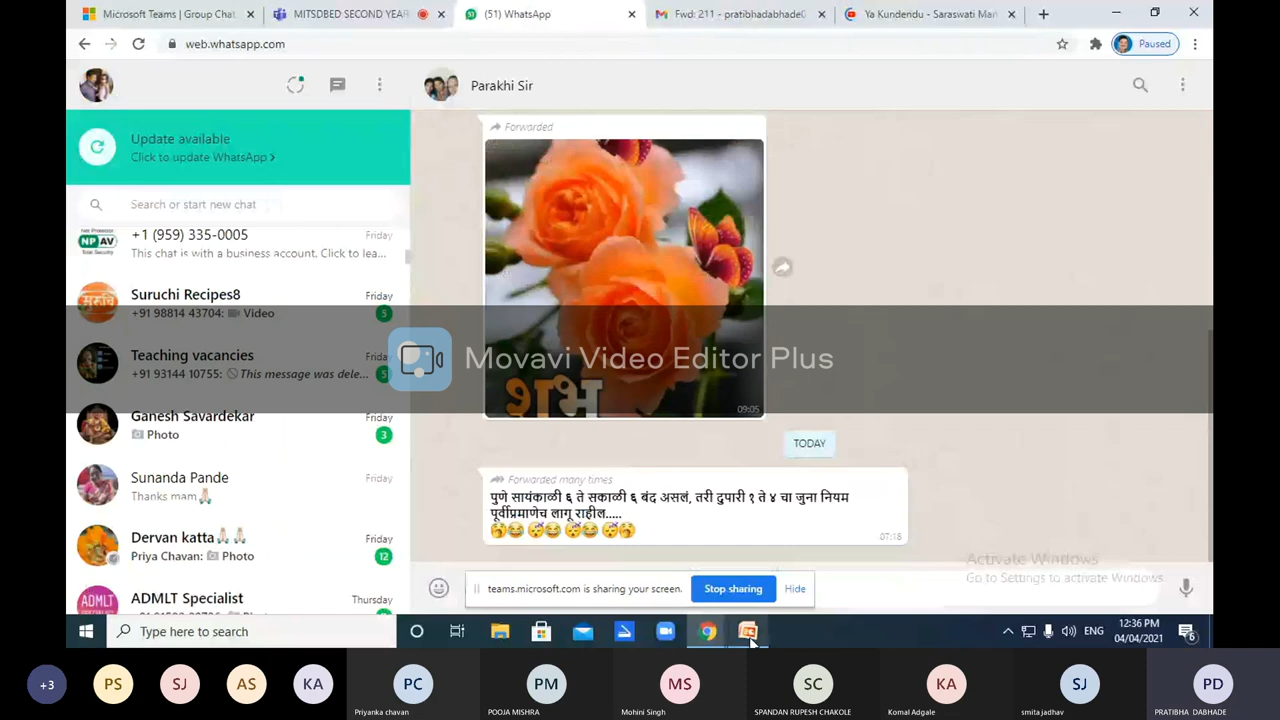 Microsoft Teams | Group Chat
MITSDBED SECOND YEAR
(51) WhatsApp
Fwd: 211 - pratibhadabhade
Ya Kundendu - Saraswati Man
web.whatsapp.com
Paused
Parakhi Sir
Update available
Click to update WhatsApp
Search or start new chat
NP AV
+1 (959) 335-0005
Friday
This chat is with a business account. Click to lea...
Suruchi Recipes8
Friday
+91 98814 43704: Video
5
Teaching vacancies
Friday
+91 93144 10755: This message was dele...
5
Ganesh Savardekar
Friday
Photo
3
Sunanda Pande
Friday
Thanks mam🙏🏻
Dervan katta🙏🏻🙏🏻
Friday
Priya Chavan: Photo
12
ADMLT
ADMLT Specialist
Thursday
Forwarded
शुभ
09:05
TODAY
Forwarded many times
पुणे सायंकाळी ६ ते सकाळी ६ बंद असलं, तरी दुपारी १ ते ४ चा जुना नियम
पूर्वीप्रमाणेच लागू राहील.....
07:18
Movavi Video Editor Plus
Activate Windows
Go to Settings to activate Windows.
teams.microsoft.com is sharing your screen.
Stop sharing
Hide
Type here to search
ENG
12:36 PM
04/04/2021
6
+3
PS
SJ
AS
KA
PC
Priyanka chavan
PM
POOJA MISHRA
MS
Mohini Singh
SC
SPANDAN RUPESH CHAKOLE
KA
Komal Adgale
SJ
smita jadhav
PD
PRATIBHA DABHADE